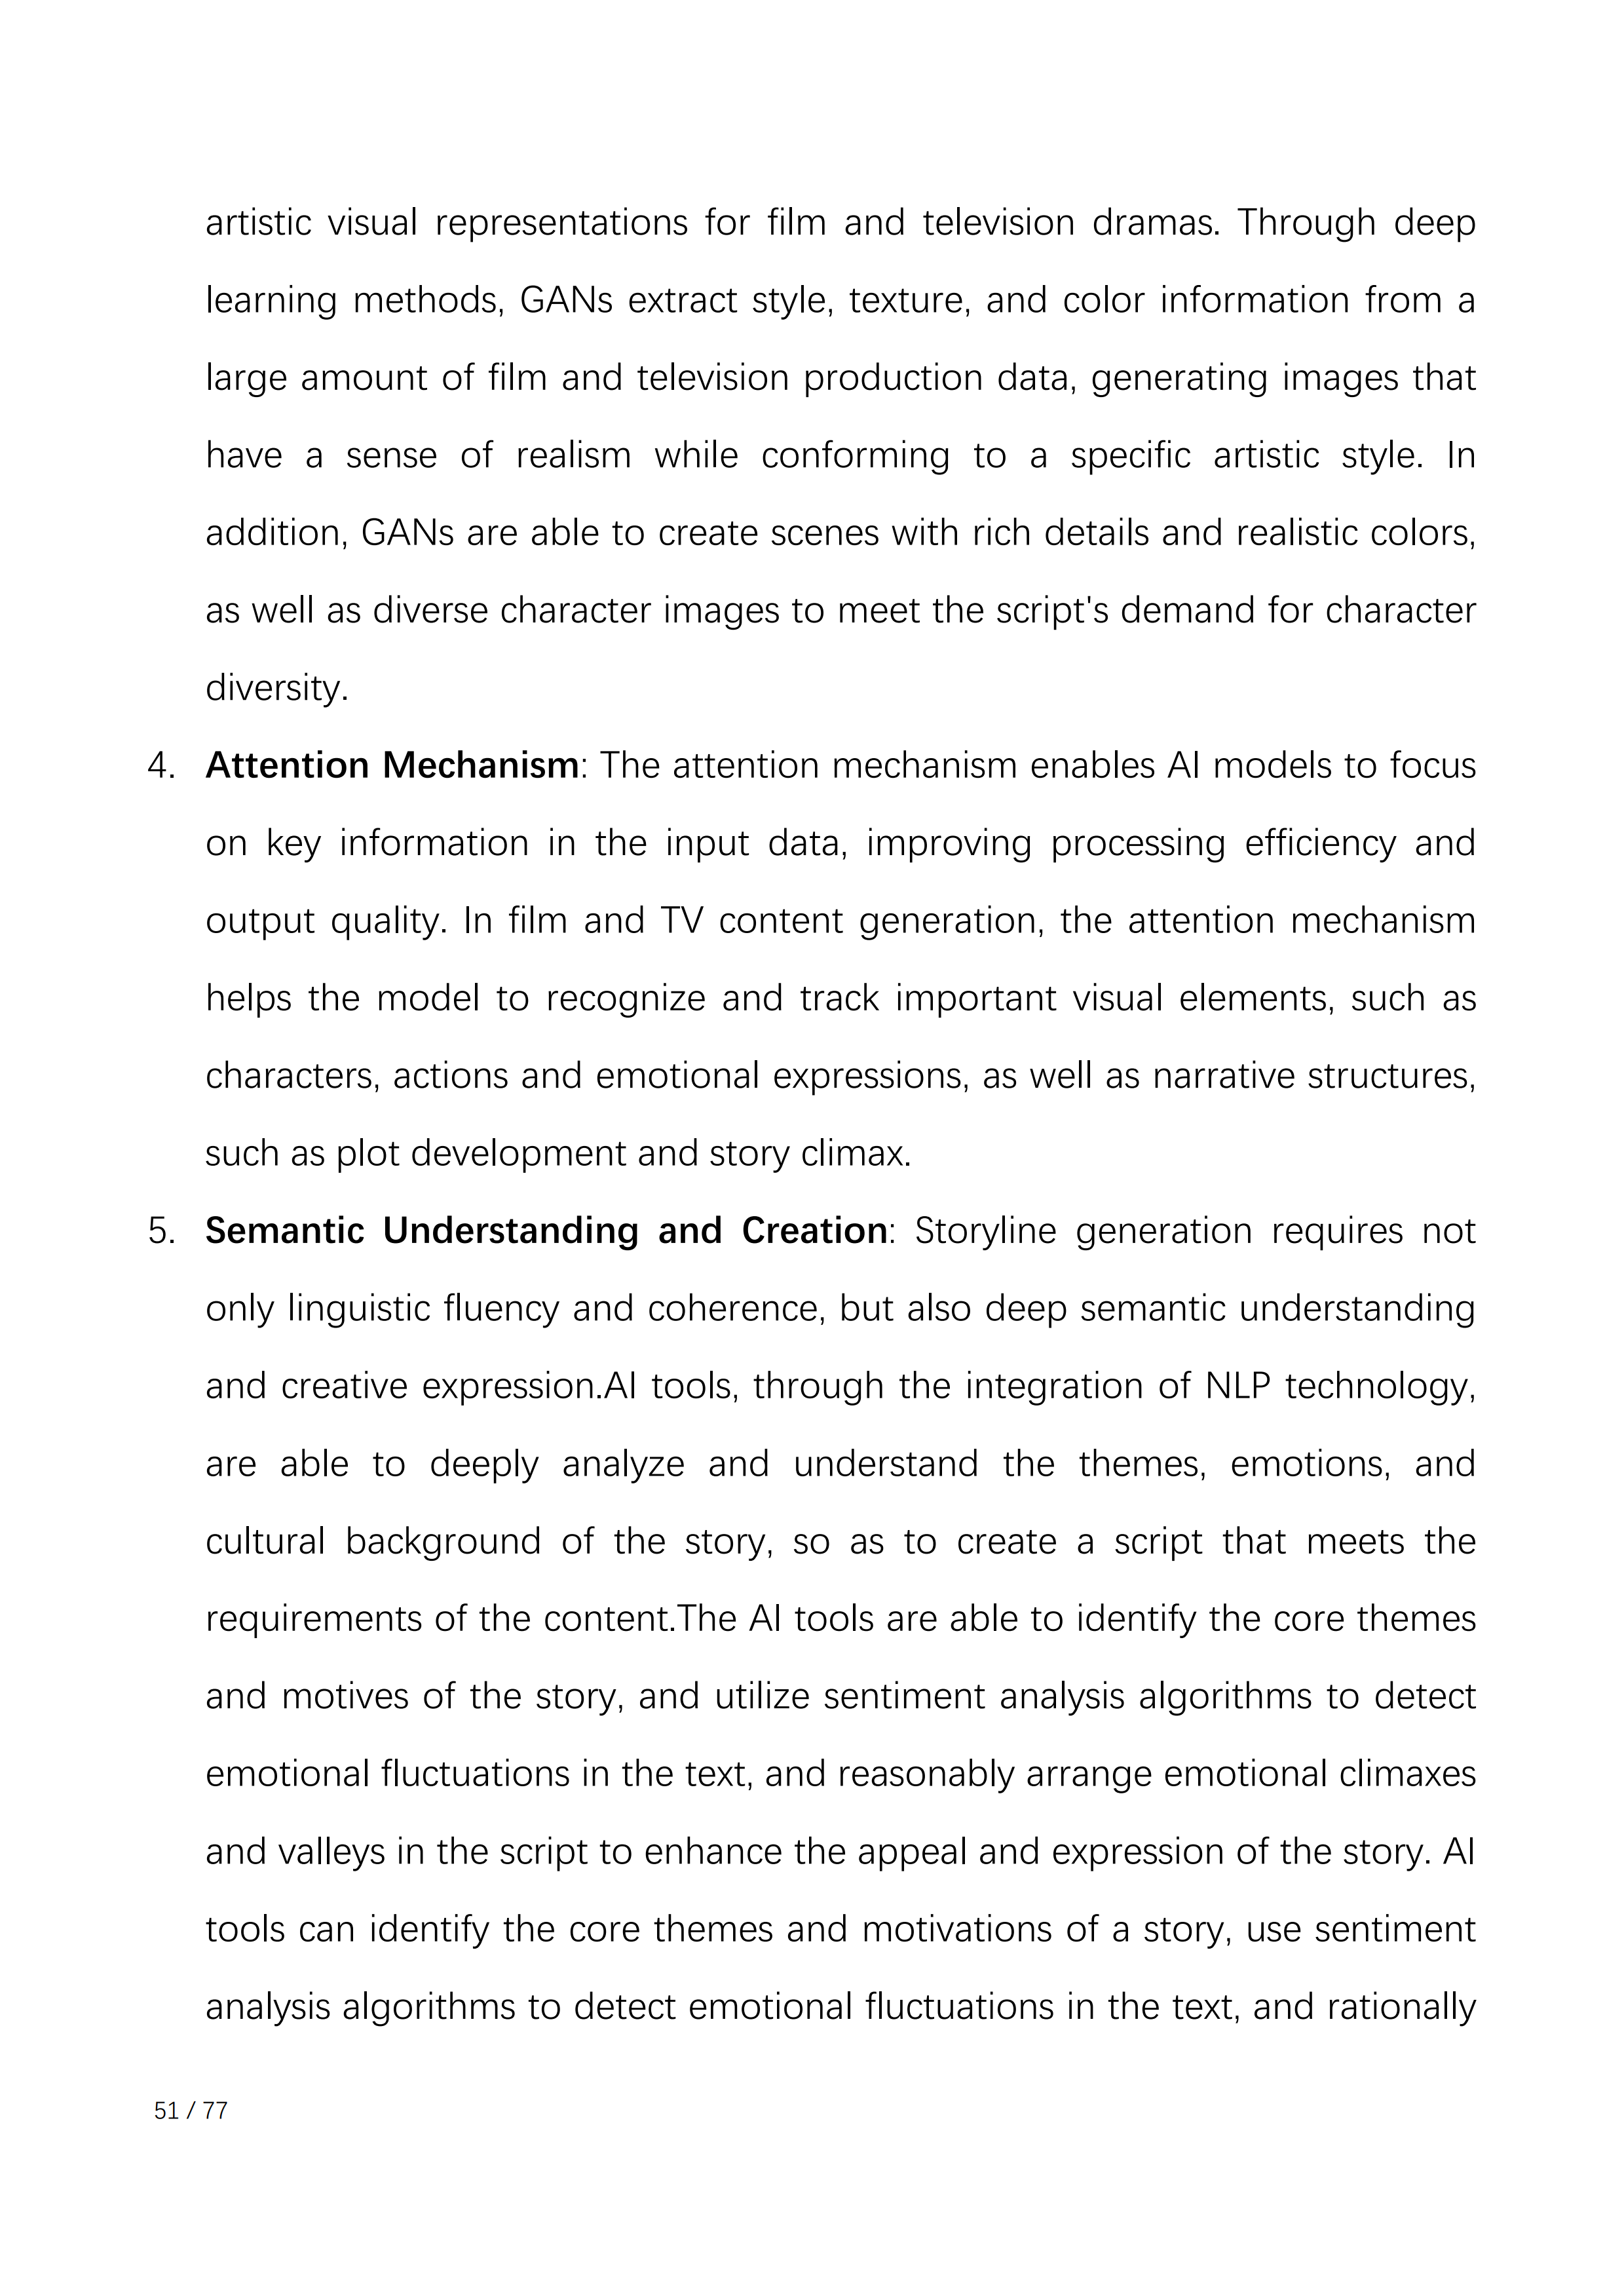 artistic visual representations for film and television dramas. Through deep
learning methods, GANs extract style, texture, and color information from a
large amount of film and television production data, generating images that
have a sense of realism while conforming to a specific artistic style. In
addition, GANs are able to create scenes with rich details and realistic colors,
as well as diverse character images to meet the script's demand for character
diversity.
4. Attention Mechanism: The attention mechanism enables AI models to focus
on key information in the input data, improving processing efficiency and
output quality. In film and TV content generation, the attention mechanism
helps the model to recognize and track important visual elements, such as
characters, actions and emotional expressions, as well as narrative structures,
such as plot development and story climax.
5. Semantic Understanding and Creation: Storyline generation requires not
only linguistic fluency and coherence, but also deep semantic understanding
and creative expression.AI tools, through the integration of NLP technology,
are able to deeply analyze and understand the themes, emotions, and
cultural background of the story, so as to create a script that meets the
requirements of the content.The AI tools are able to identify the core themes
and motives of the story, and utilize sentiment analysis algorithms to detect
emotional fluctuations in the text, and reasonably arrange emotional climaxes
and valleys in the script to enhance the appeal and expression of the story. AI
tools can identify the core themes and motivations of a story, use sentiment
analysis algorithms to detect emotional fluctuations in the text, and rationally
51 / 77